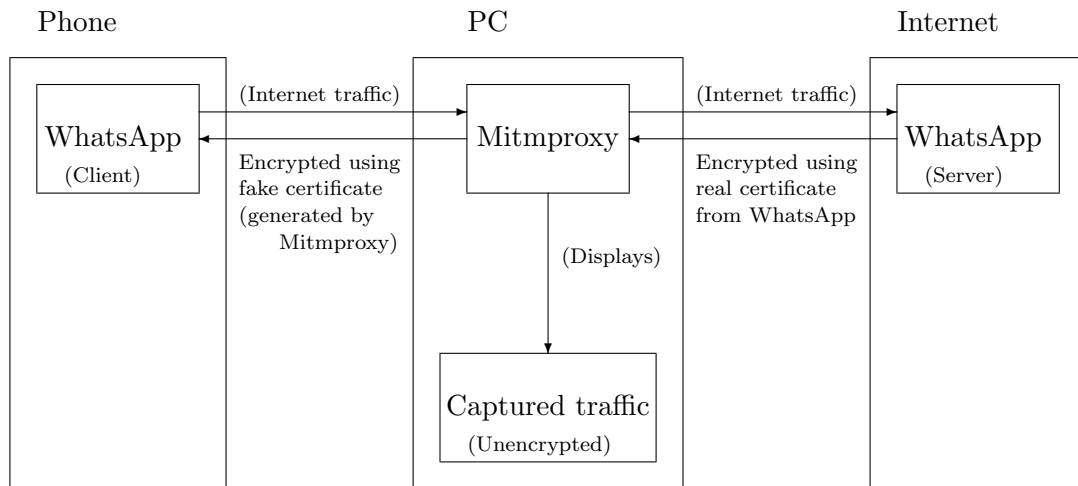 Phone
PC
Internet
WhatsApp
(Client)
(Internet traffic)
Encrypted using
fake certificate
(generated by
Mitmproxy)
Mitmproxy
(Internet traffic)
Encrypted using
real certificate
from WhatsApp
WhatsApp
(Server)
(Displays)
Captured traffic
(Unencrypted)